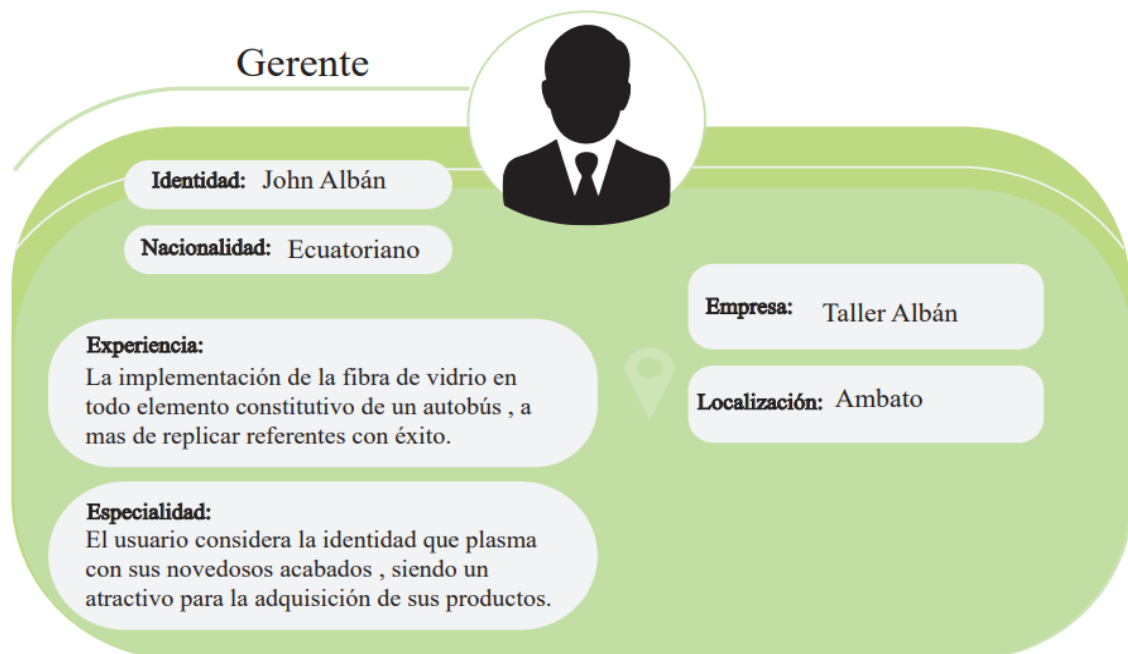 Gerente
Identidad: John Albán
Nacionalidad: Ecuatoriano
Empresa: Taller Albán
Localización: Ambato
Experiencia:
La implementación de la fibra de vidrio en
todo elemento constitutivo de un autobús , a
mas de replicar referentes con éxito.
Especialidad:
El usuario considera la identidad que plasma
con sus novedosos acabados , siendo un
atractivo para la adquisición de sus productos.